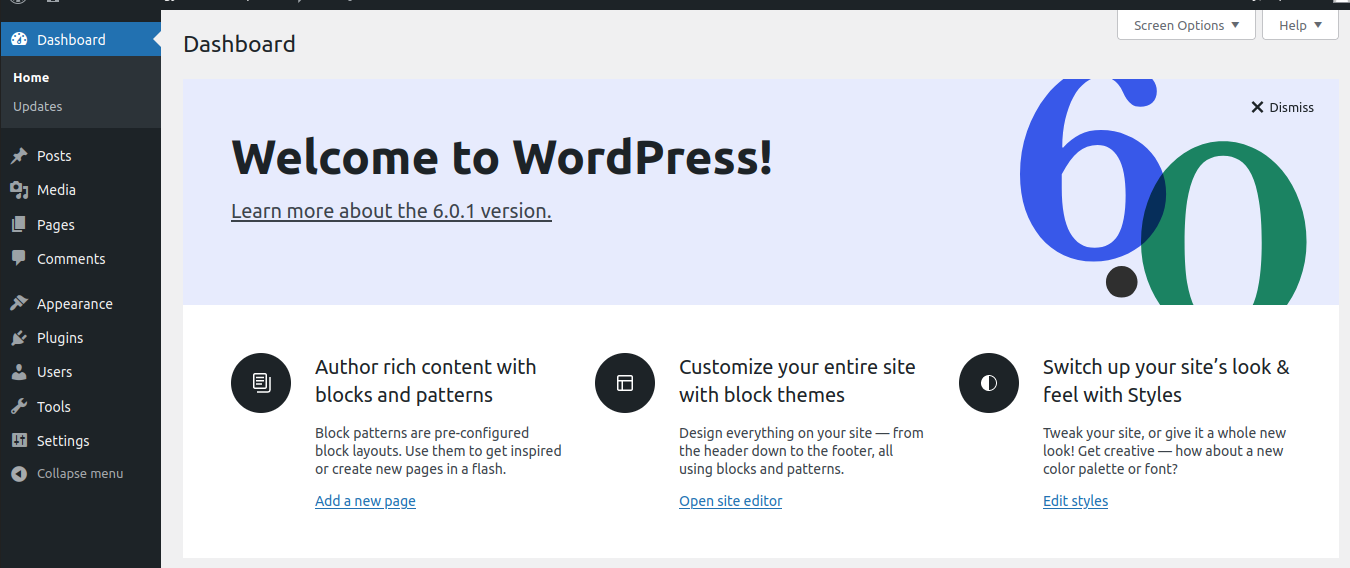 Dashboard
Home
Updates
Posts
Media
Pages
Comments
Appearance
Plugins
Users
Tools
Settings
Collapse menu
Screen Options
Help
Dashboard
Dismiss
Welcome to WordPress!
Learn more about the 6.0.1 version.
6.0
Author rich content with
blocks and patterns
Block patterns are pre-configured
block layouts. Use them to get inspired
or create new pages in a flash.
Add a new page
Customize your entire site
with block themes
Design everything on your site — from
the header down to the footer, all
using blocks and patterns.
Open site editor
Switch up your site’s look &
feel with Styles
Tweak your site, or give it a whole new
look! Get creative — how about a new
color palette or font?
Edit styles